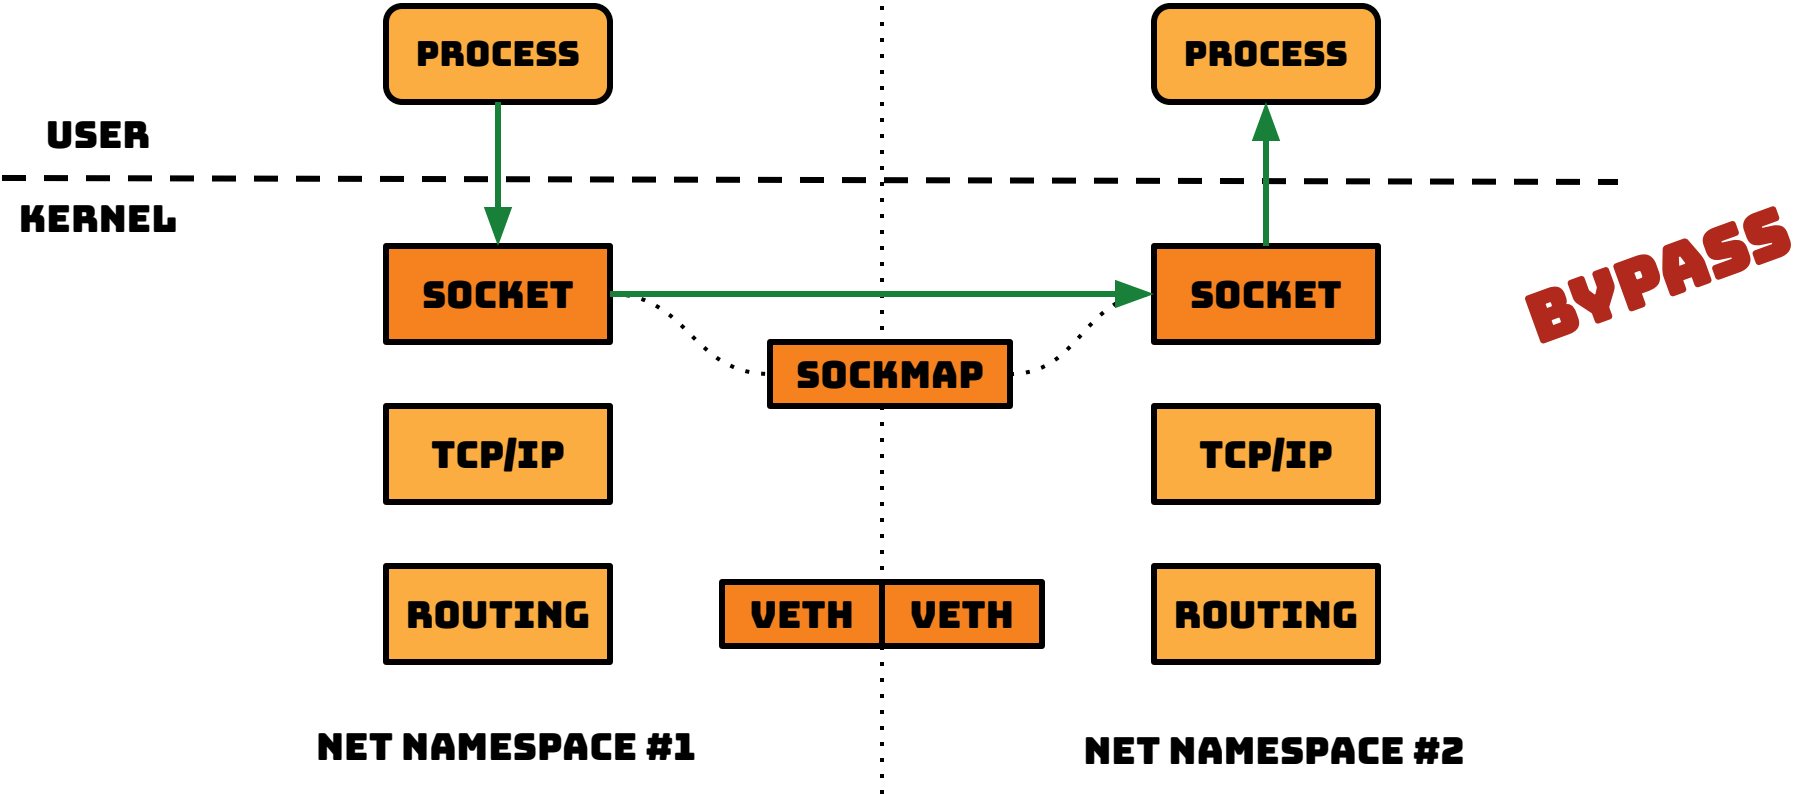 PROCESS
PROCESS
USER
KERNEL
BYPASS
SOCKET
SOCKET
SOCKMAP
TCP/IP
TCP/IP
ROUTING
VETH
VETH
ROUTING
NET NAMESPACE #1
NET NAMESPACE #2